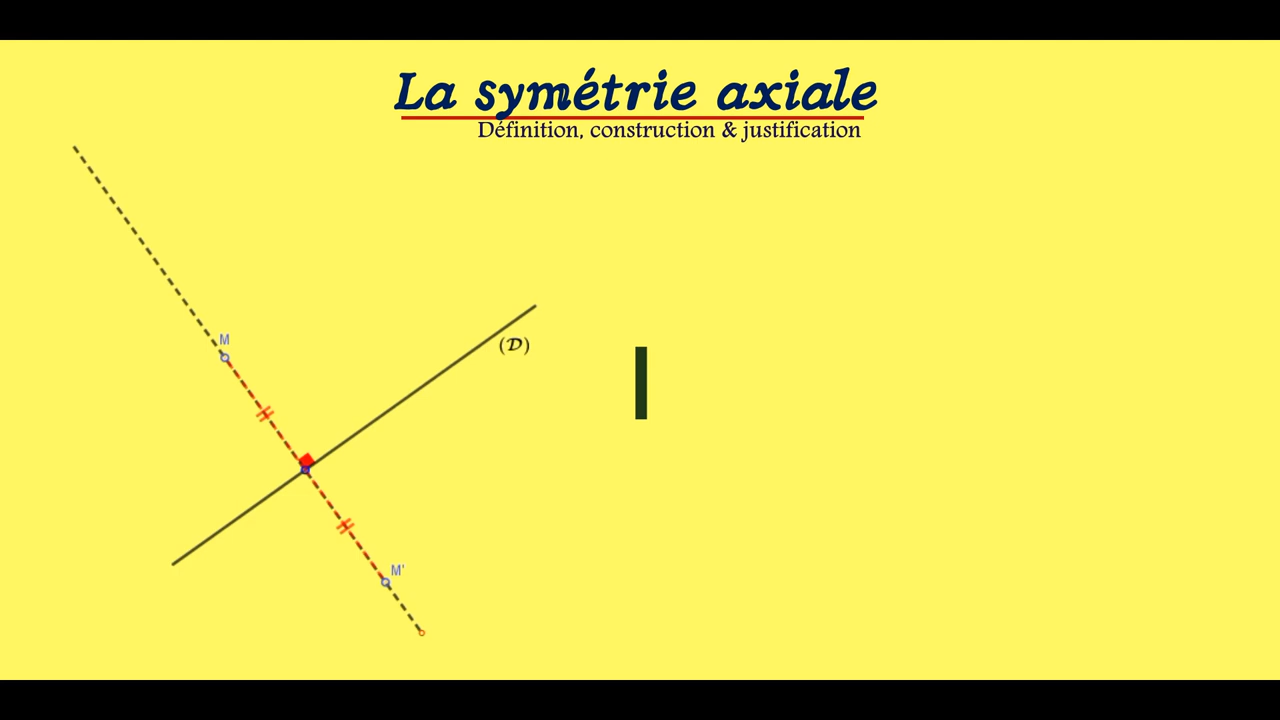 La symétrie axiale
Définition, construction & justification
M
(D)
M'